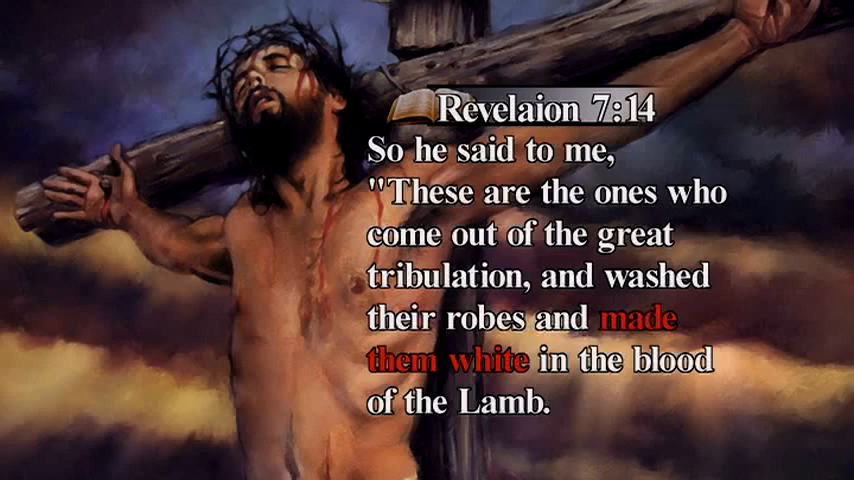 Revelaion 7:14
So he said to me,
"These are the ones who
come out of the great
tribulation, and washed
their robes and made
them white in the blood
of the Lamb.